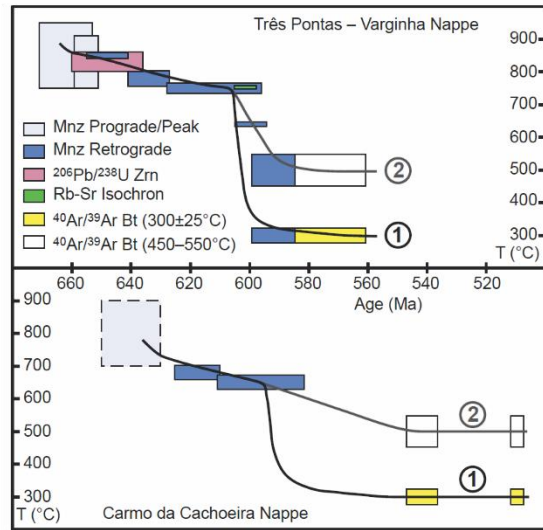 Três Pontas – Varginha Nappe
900
800
700
600
500
400
300
T (°C)
Mnz Prograde/Peak
Mnz Retrograde
²⁰⁶Pb/²³⁸U Zrn
Rb-Sr Isochron
⁴⁰Ar/³⁹Ar Bt (300±25°C)
⁴⁰Ar/³⁹Ar Bt (450–550°C)
2
1
660 640 620 600 580 560 540 520
Age (Ma)
900
800
700
600
500
400
300
T (°C)
2
1
Carmo da Cachoeira Nappe